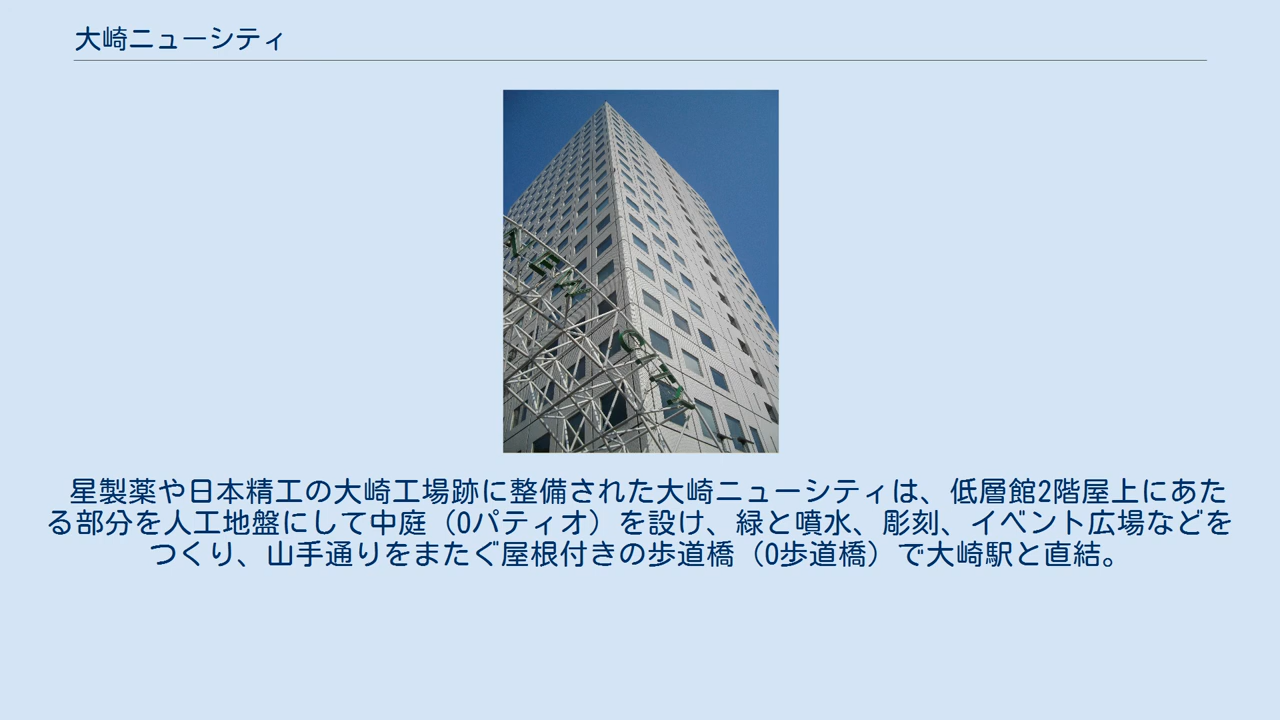 大崎ニューシティ
NEW CITY
星製薬や日本精工の大崎工場跡に整備された大崎ニューシティは、低層館2階屋上にあた
る部分を人工地盤にして中庭（Oパティオ）を設け、緑と噴水、彫刻、イベント広場などを
つくり、山手通りをまたぐ屋根付きの歩道橋（O歩道橋）で大崎駅と直結。